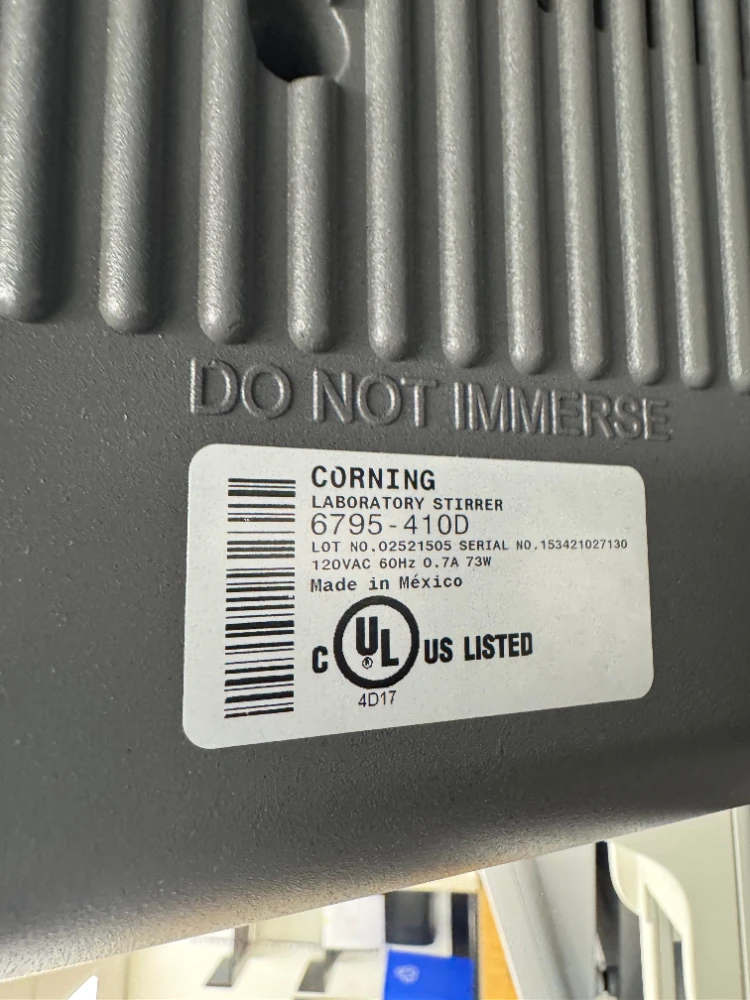 DO NOT IMMERSE
CORNING
LABORATORY STIRRER
6795-410D
LOT NO.02521505 SERIAL NO.153421027130
120VAC 60Hz 0.7A 73W
Made in México
C UL® US LISTED
4D17